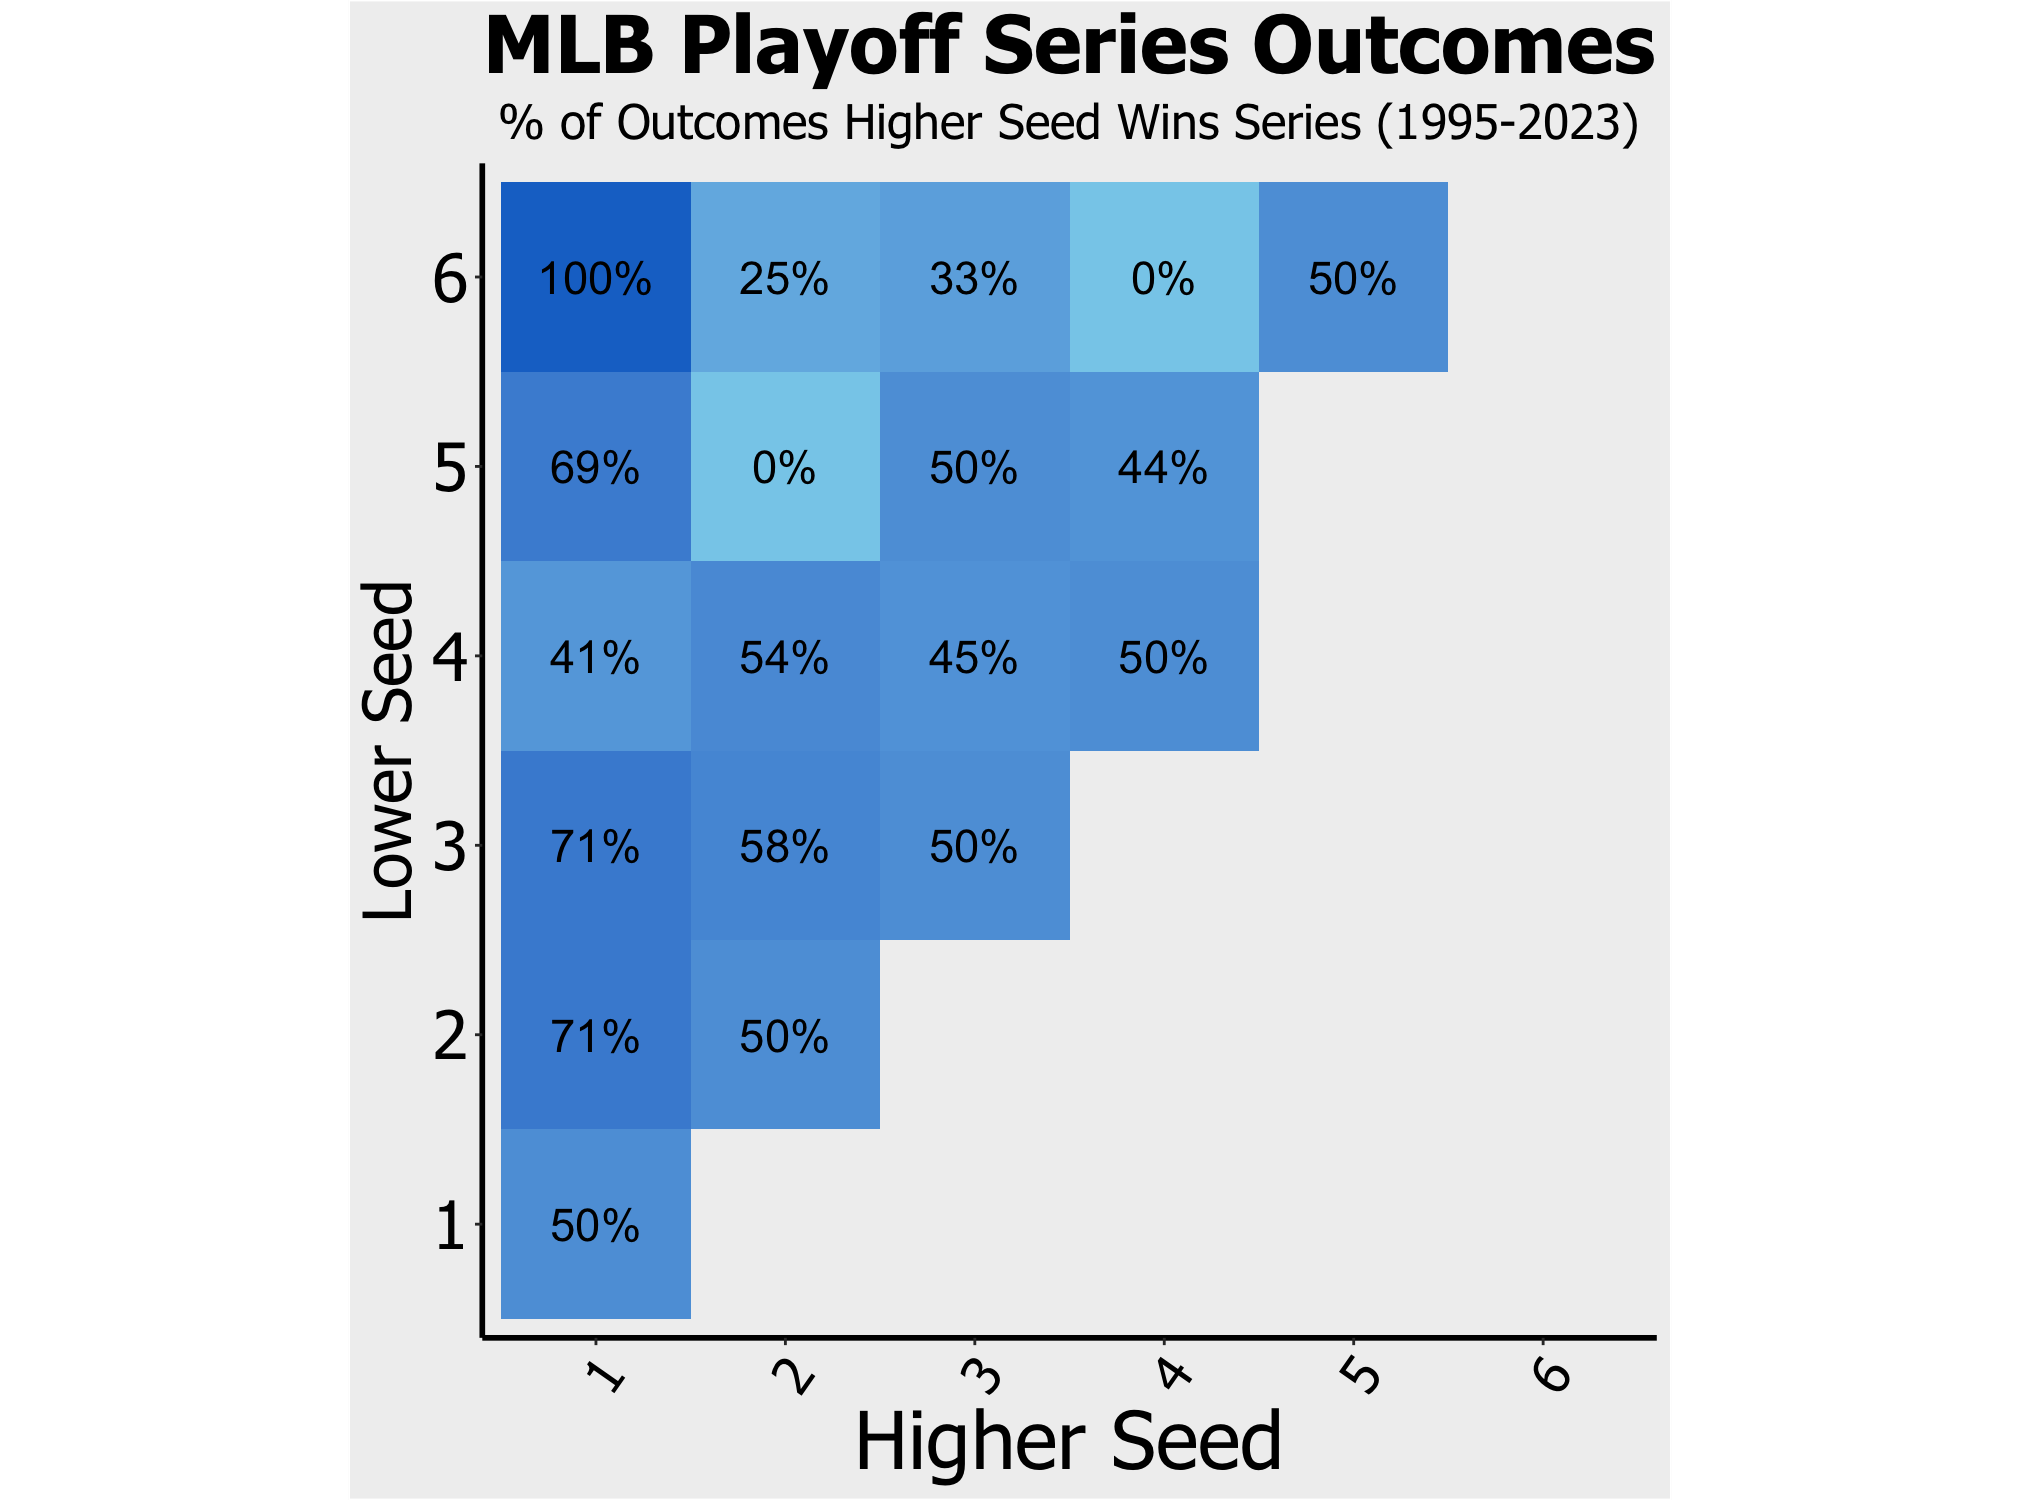 MLB Playoff Series Outcomes
% of Outcomes Higher Seed Wins Series (1995-2023)
Lower Seed
6 100% 25% 33% 0% 50%
5 69% 0% 50% 44%
4 41% 54% 45% 50%
3 71% 58% 50%
2 71% 50%
1 50%
1 2 3 4 5 6
Higher Seed